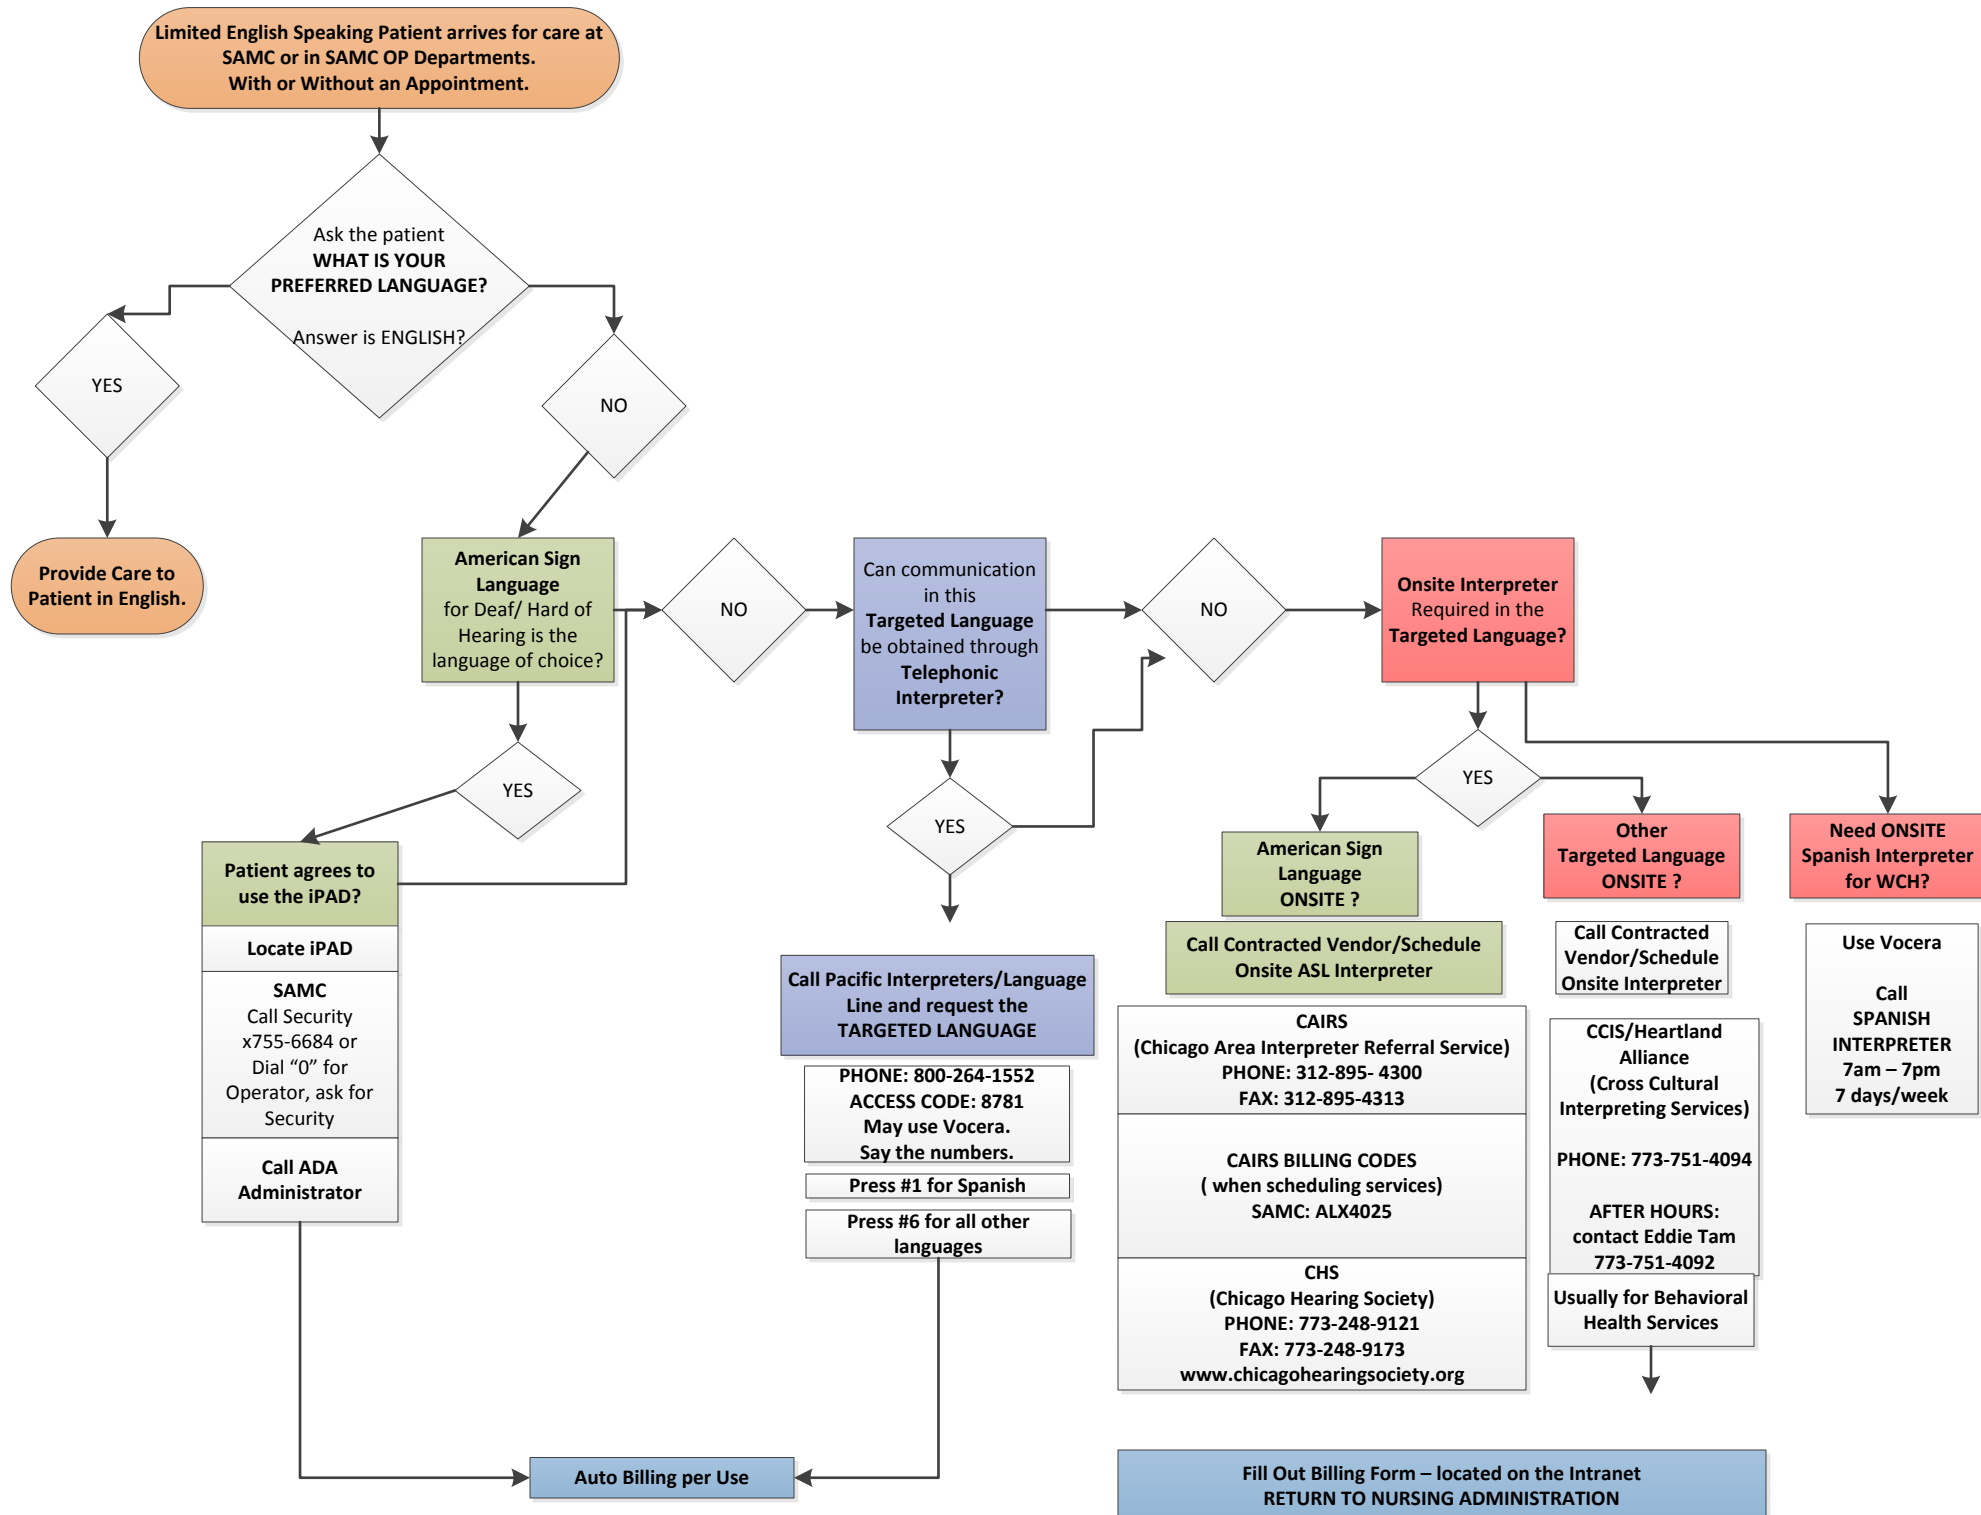 Limited English Speaking Patient arrives for care at
SAMC or in SAMC OP Departments.
With or Without an Appointment.
Ask the patient
WHAT IS YOUR
PREFERRED LANGUAGE?
Answer is ENGLISH?
YES
NO
Provide Care to
Patient in English.
American Sign
Language
for Deaf/ Hard of
Hearing is the
language of choice?
NO
Can communication
in this
Targeted Language
be obtained through
Telephonic
Interpreter?
NO
Onsite Interpreter
Required in the
Targeted Language?
YES
YES
YES
Patient agrees to
use the iPAD?
Locate iPAD
SAMC
Call Security
x755-6684 or
Dial “0” for
Operator, ask for
Security
Call ADA
Administrator
Call Pacific Interpreters/Language
Line and request the
TARGETED LANGUAGE
PHONE: 800-264-1552
ACCESS CODE: 8781
May use Vocera.
Say the numbers.
Press #1 for Spanish
Press #6 for all other
languages
American Sign
Language
ONSITE ?
Call Contracted Vendor/Schedule
Onsite ASL Interpreter
CAIRS
(Chicago Area Interpreter Referral Service)
PHONE: 312-895- 4300
FAX: 312-895-4313
CAIRS BILLING CODES
( when scheduling services)
SAMC: ALX4025
CHS
(Chicago Hearing Society)
PHONE: 773-248-9121
FAX: 773-248-9173
www.chicagohearingsociety.org
Other
Targeted Language
ONSITE ?
Call Contracted
Vendor/Schedule
Onsite Interpreter
CCIS/Heartland
Alliance
(Cross Cultural
Interpreting Services)
PHONE: 773-751-4094
AFTER HOURS:
contact Eddie Tam
773-751-4092
Usually for Behavioral
Health Services
Need ONSITE
Spanish Interpreter
for WCH?
Use Vocera
Call
SPANISH
INTERPRETER
7am – 7pm
7 days/week
Auto Billing per Use
Fill Out Billing Form – located on the Intranet
RETURN TO NURSING ADMINISTRATION